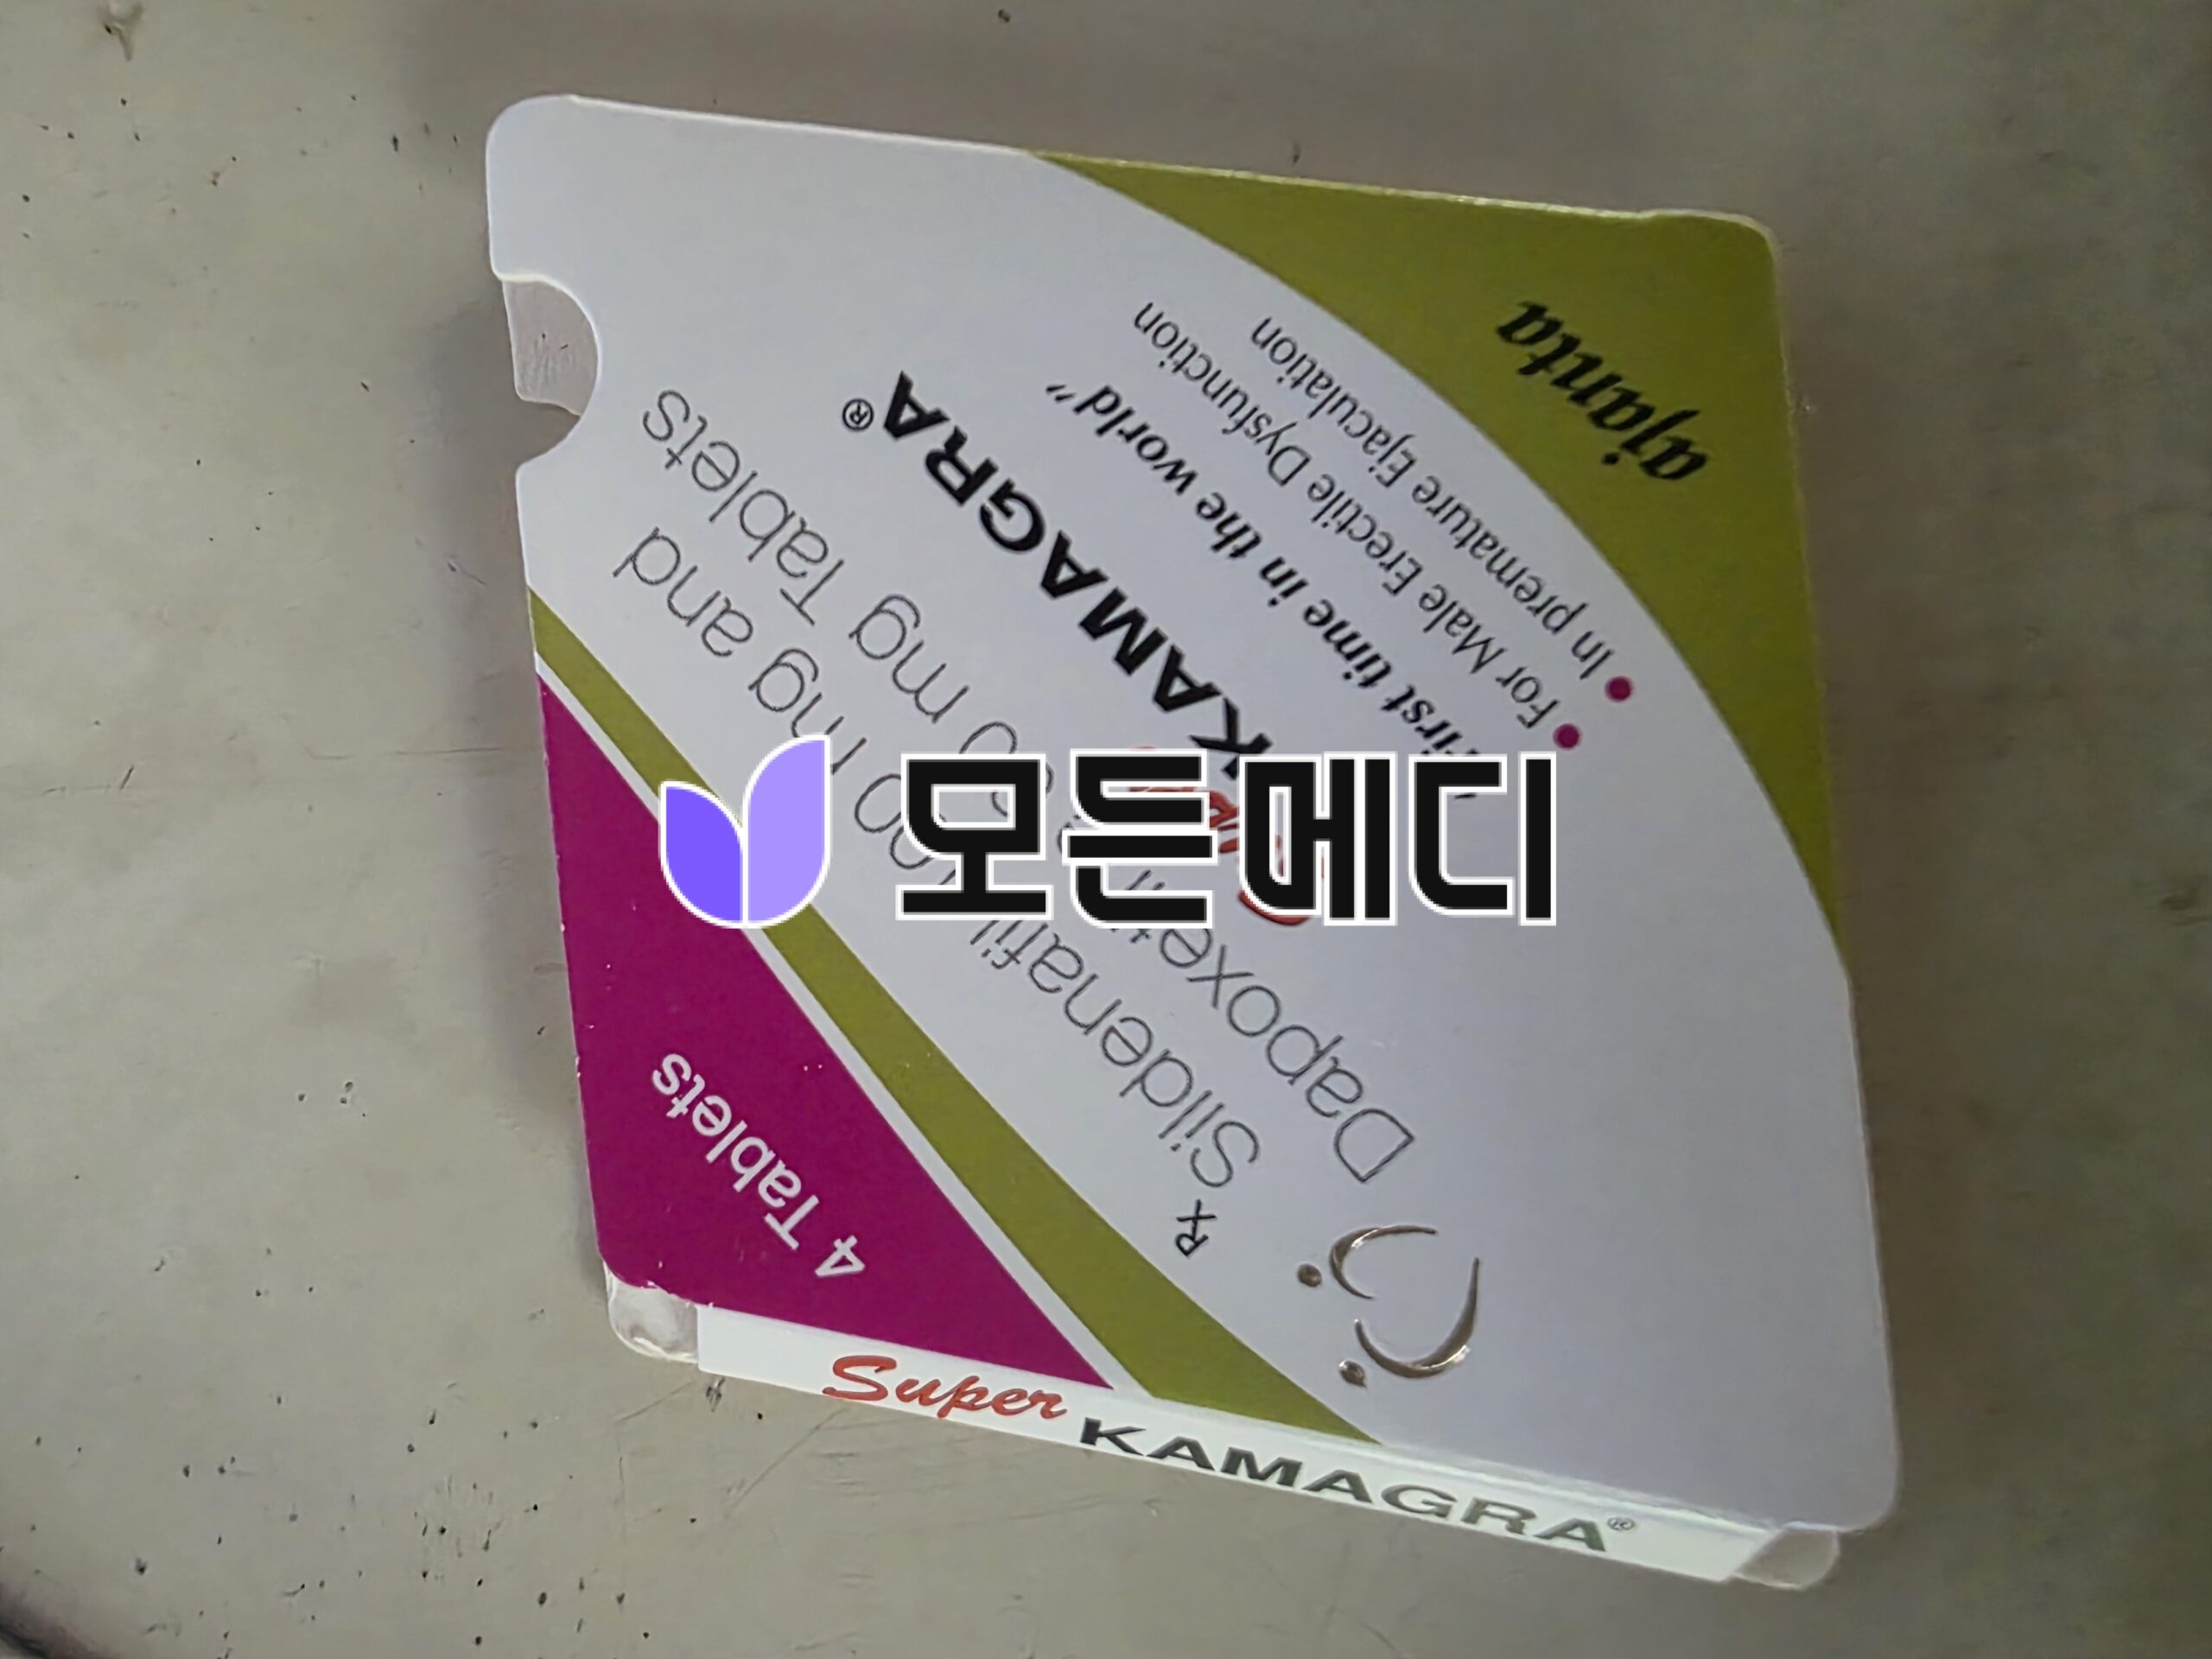 ajanta
• In premature Ejaculation
• For Male Erectile Dysfunction
First time in the world”
KAMAGRA®
Dapoxetine mg Tablets
℞ Sildenafil 100 mg and
4 Tablets
Super KAMAGRA®
모든메디